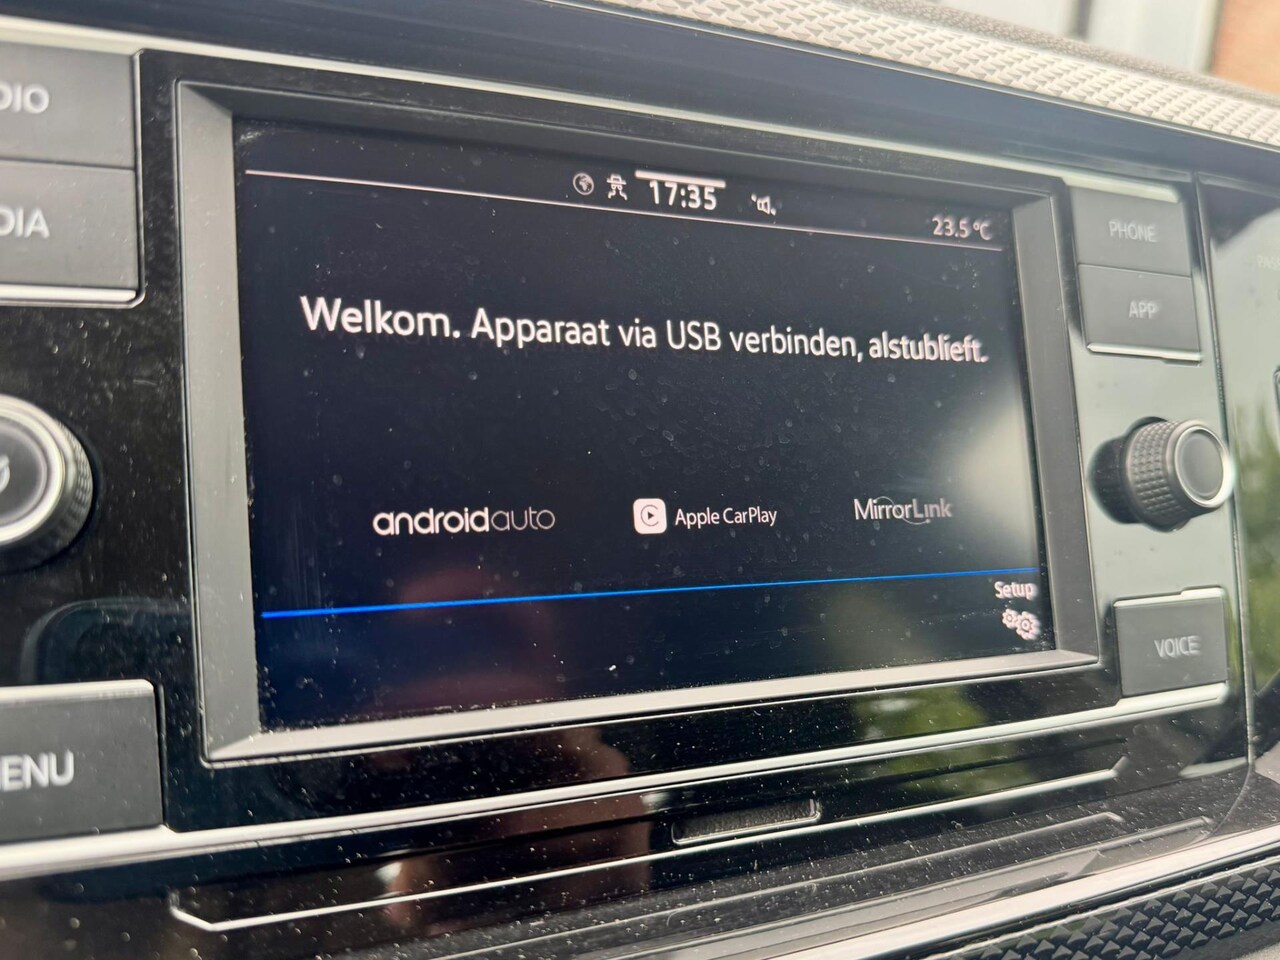 DIO
DIA
17:35
23.5 °C
PHONE
APP
Welkom. Apparaat via USB verbinden, alstublieft.
androidauto
Apple CarPlay
MirrorLink
Setup
VOICE
ENU